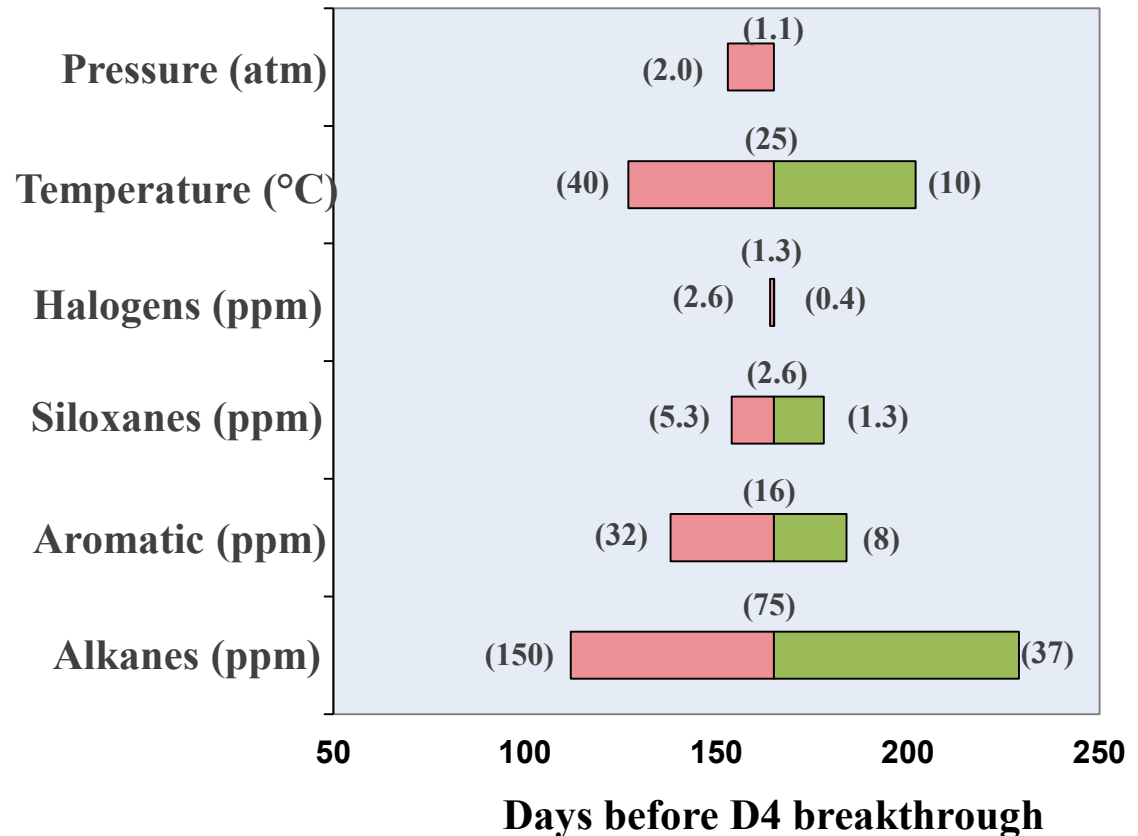 (1.1)
Pressure (atm)
(2.0)
(25)
Temperature (°C)
(40)
(10)
(1.3)
Halogens (ppm)
(2.6)
(0.4)
(2.6)
Siloxanes (ppm)
(5.3)
(1.3)
(16)
Aromatic (ppm)
(32)
(8)
(75)
Alkanes (ppm)
(150)
(37)
50 100 150 200 250
Days before D4 breakthrough